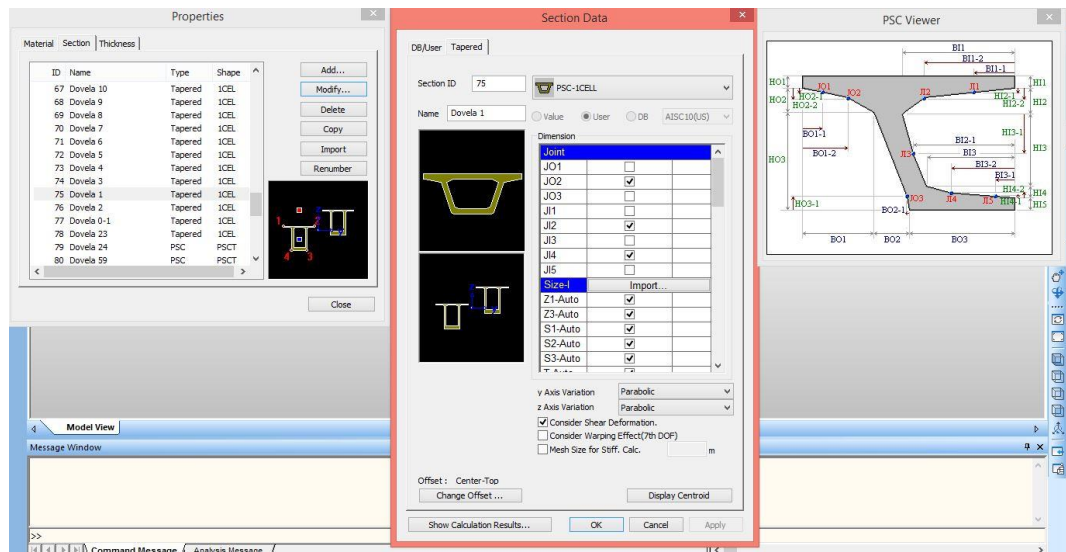 Properties
Material Section Thickness
ID Name Type Shape
67 Dovela 10 Tapered 1CEL
68 Dovela 9 Tapered 1CEL
69 Dovela 8 Tapered 1CEL
70 Dovela 7 Tapered 1CEL
71 Dovela 6 Tapered 1CEL
72 Dovela 5 Tapered 1CEL
73 Dovela 4 Tapered 1CEL
74 Dovela 3 Tapered 1CEL
75 Dovela 1 Tapered 1CEL
76 Dovela 2 Tapered 1CEL
77 Dovela 0-1 Tapered 1CEL
78 Dovela 23 Tapered 1CEL
79 Dovela 24 PSC PSCT
80 Dovela 59 PSC PSCT
Add...
Modify...
Delete
Copy
Import
Renumber
1
4 3
Close
Model View
Message Window
>>
Command Message Analysis Message
Section Data
DB/User Tapered
Section ID 75 PSC-1CELL
Name Dovela 1 Value User DB AISC10(US)
Dimension
Joint
JO1
JO2
JO3
JI1
JI2
JI3
JI4
JI5
Size-I Import...
Z1-Auto
Z3-Auto
S1-Auto
S2-Auto
S3-Auto
T-Auto
y Axis Variation Parabolic
z Axis Variation Parabolic
Consider Shear Deformation.
Consider Warping Effect(7th DOF)
Mesh Size for Stiff. Calc. m
Offset : Center-Top
Change Offset ... Display Centroid
Show Calculation Results... OK Cancel Apply
PSC Viewer
BI1
BI1-2
BI1-1
HO1 JO1 JO2 JI2 JI1 HI1
HO2 HO2-1 HI2-1 HI2
HO2-2 HI2-2
BO1-1 HI3-1
BI2-1
BO1-2 JI3 BI3 HI3
HO3 BI3-2
BI3-1
HI4-2 HI4
HO3-1 JO3 JI4 JI5 HI4-1 HI5
BO2-1
BO1 BO2 BO3